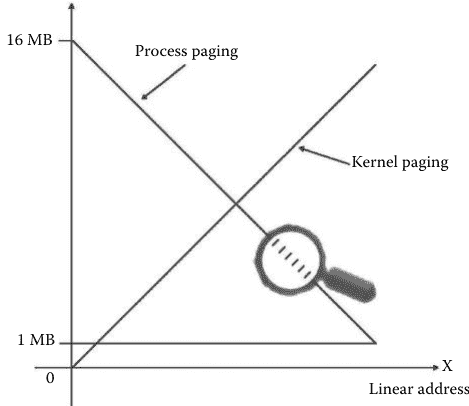 16 MB
Process paging
Kernel paging
1 MB
0
X
Linear address